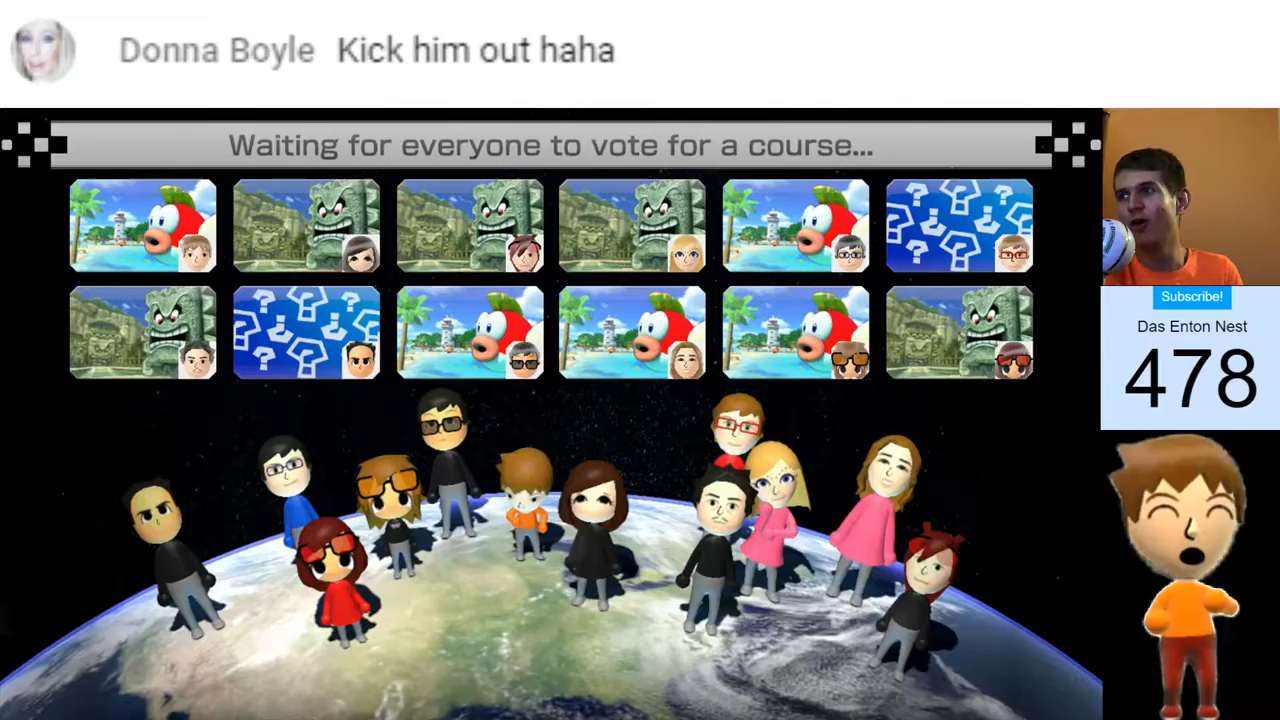 Donna Boyle Kick him out haha
Waiting for everyone to vote for a course...
Subscribe!
Das Enton Nest
478